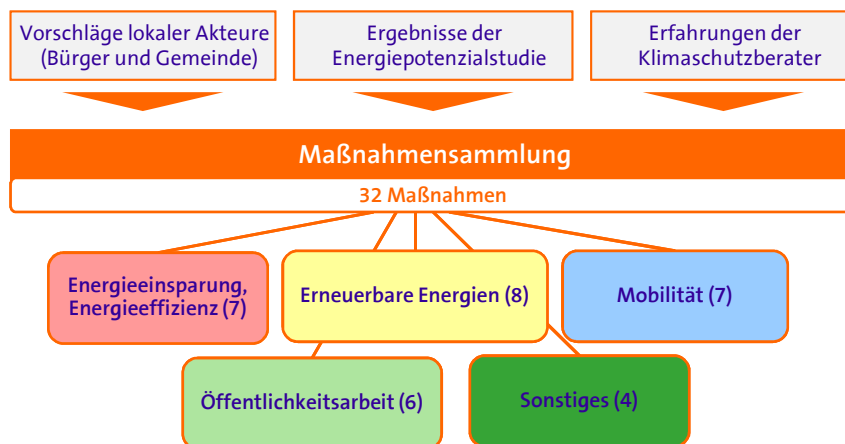 Vorschläge lokaler Akteure
(Bürger und Gemeinde)
Ergebnisse der
Energiepotenzialstudie
Erfahrungen der
Klimaschutzberater
Maßnahmensammlung
32 Maßnahmen
Energieeinsparung,
Energieeffizienz (7)
Erneuerbare Energien (8)
Mobilität (7)
Öffentlichkeitsarbeit (6)
Sonstiges (4)